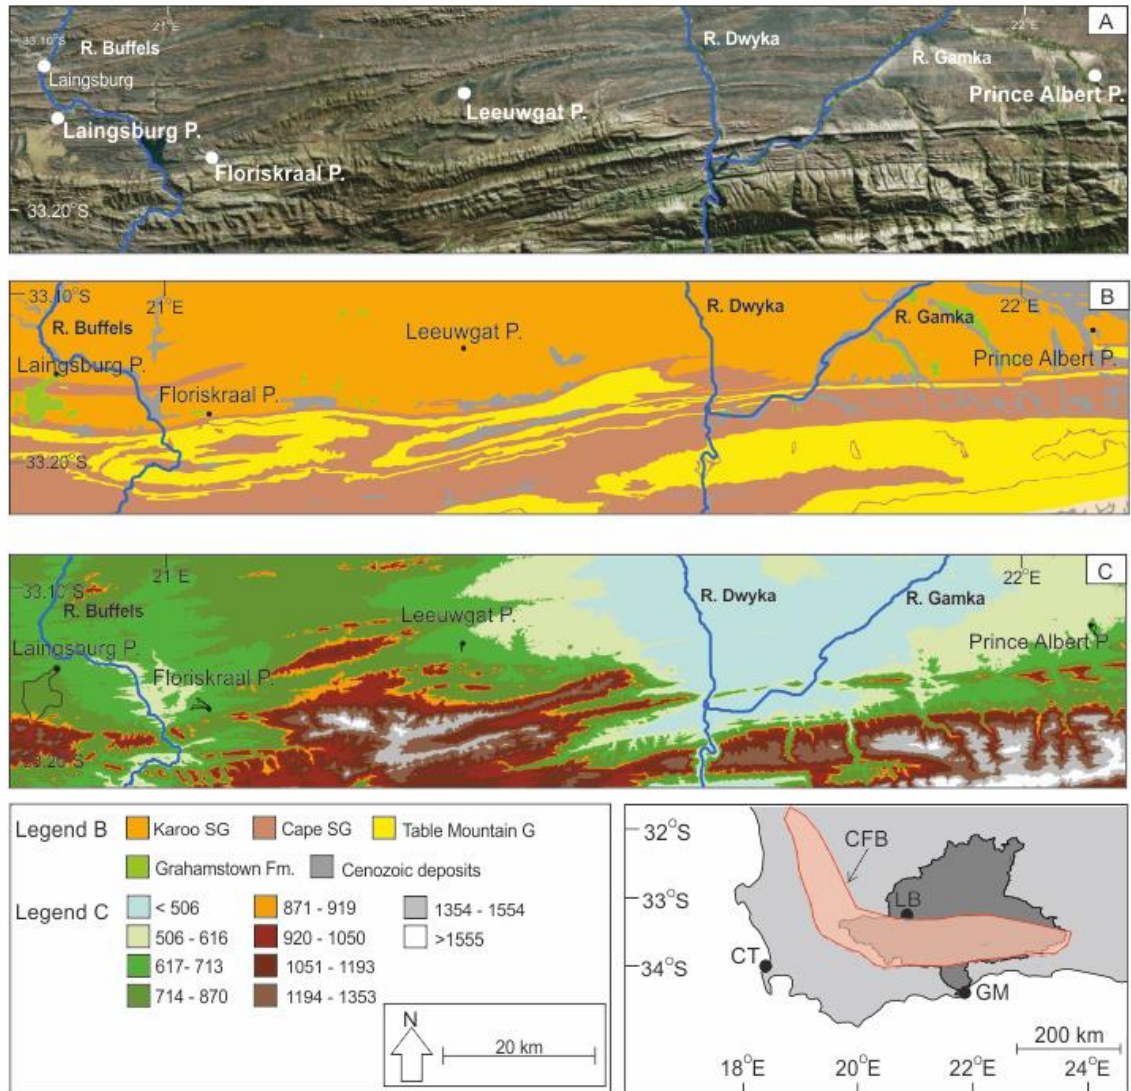 A
33.10°S
21°E
22°E
R. Buffels
R. Dwyka
R. Gamka
Laingsburg
Laingsburg P.
Leeuwgat P.
Prince Albert P.
Floriskraal P.
33.20°S
B
33.10°S
21°E
22°E
R. Buffels
R. Dwyka
R. Gamka
Leeuwgat P.
Laingsburg P.
Prince Albert P.
Floriskraal P.
33.20°S
C
21°E
22°E
33.10°S
R. Buffels
R. Dwyka
R. Gamka
Leeuwgat P.
Laingsburg P.
Prince Albert P.
Floriskraal P.
33.20°S
Legend B
Karoo SG
Cape SG
Table Mountain G
Grahamstown Fm.
Cenozoic deposits
Legend C
< 506
506 - 616
617- 713
714 - 870
871 - 919
920 - 1050
1051 - 1193
1194 - 1353
1354 - 1554
>1555
N
20 km
32°S
33°S
34°S
CFB
LB
CT
GM
200 km
18°E
20°E
22°E
24°E